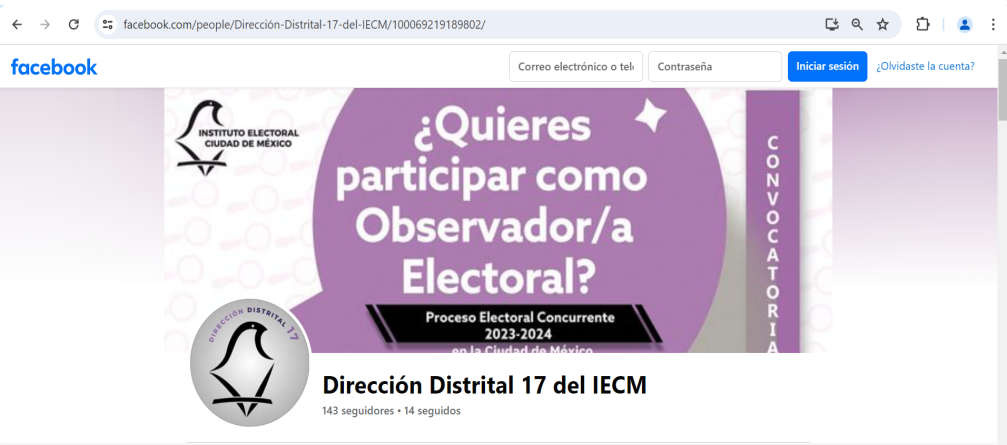 facebook.com/people/Dirección-Distrital-17-del-IECM/100069219189802/
facebook
Correo electrónico o telé
Contraseña
Iniciar sesión
¿Olvidaste la cuenta?
INSTITUTO ELECTORAL
CIUDAD DE MÉXICO
¿Quieres
participar como
Observador/a
Electoral?
Proceso Electoral Concurrente
2023-2024
en la Ciudad de México
CONVOCATORIA
DIRECCIÓN DISTRITAL 17
Dirección Distrital 17 del IECM
143 seguidores • 14 seguidos